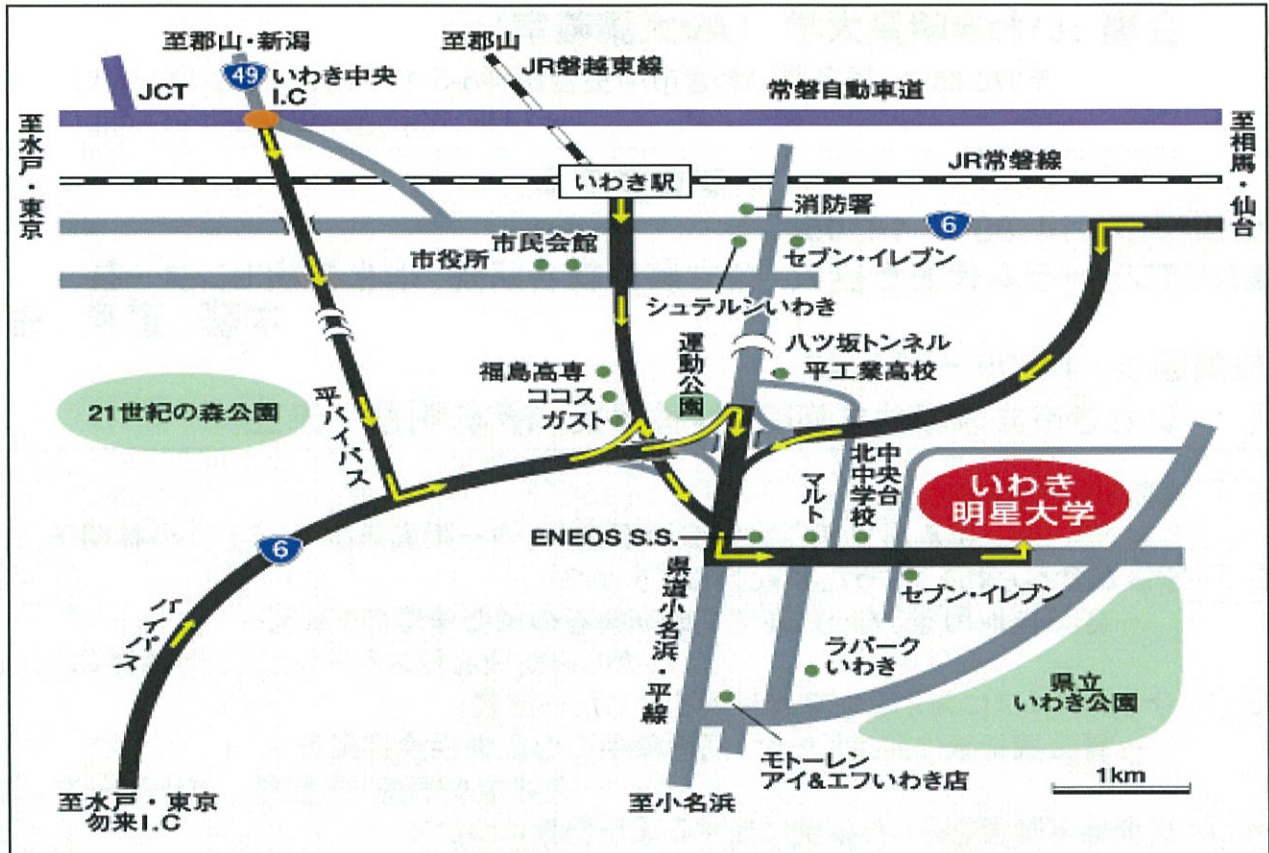 至郡山・新潟
49
いわき中央
I.C
JCT
至郡山
JR磐越東線
常磐自動車道
至水戸・東京
至相馬・仙台
JR常磐線
いわき駅
消防署
6
市民会館
市役所
セブン・イレブン
シュテルンいわき
運動公園
八ツ坂トンネル
平工業高校
福島高専
ココス
ガスト
21世紀の森公園
平バイパス
中央台
北中学校
マルト
いわき
明星大学
ENEOS S.S.
6
バイパス
県道小名浜・平線
セブン・イレブン
ラパーク
いわき
県立
いわき公園
モトーレン
アイ&エフいわき店
1km
至水戸・東京
勿来I.C
至小名浜